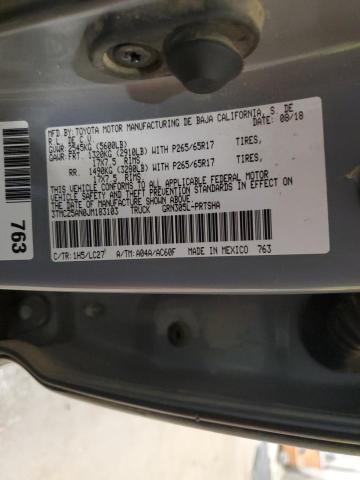 MFD.BY:TOYOTA MOTOR MANUFACTURING DE BAJA CALIFORNIA, S. DE
R.L. DE C.V. DATE: 08/18
GVWR 2545KG (5600LB)
GAWR FRT. 1320KG (2910LB) WITH P265/65R17 TIRES,
17X7.5 RIMS
RR. 1490KG (3280LB) WITH P265/65R17 TIRES,
17X7.5 RIMS
THIS VEHICLE CONFORMS TO ALL APPLICABLE FEDERAL MOTOR
VEHICLE SAFETY AND THEFT PREVENTION STANDARDS IN EFFECT ON
THE DATE OF MANUFACTURE SHOWN ABOVE.
3TMCZ5AN0JM183103 TRUCK GRN305L-PRTSHA
C/TR: 1H5/LC27 A/TM: A04A/AC60F MADE IN MEXICO 763
763